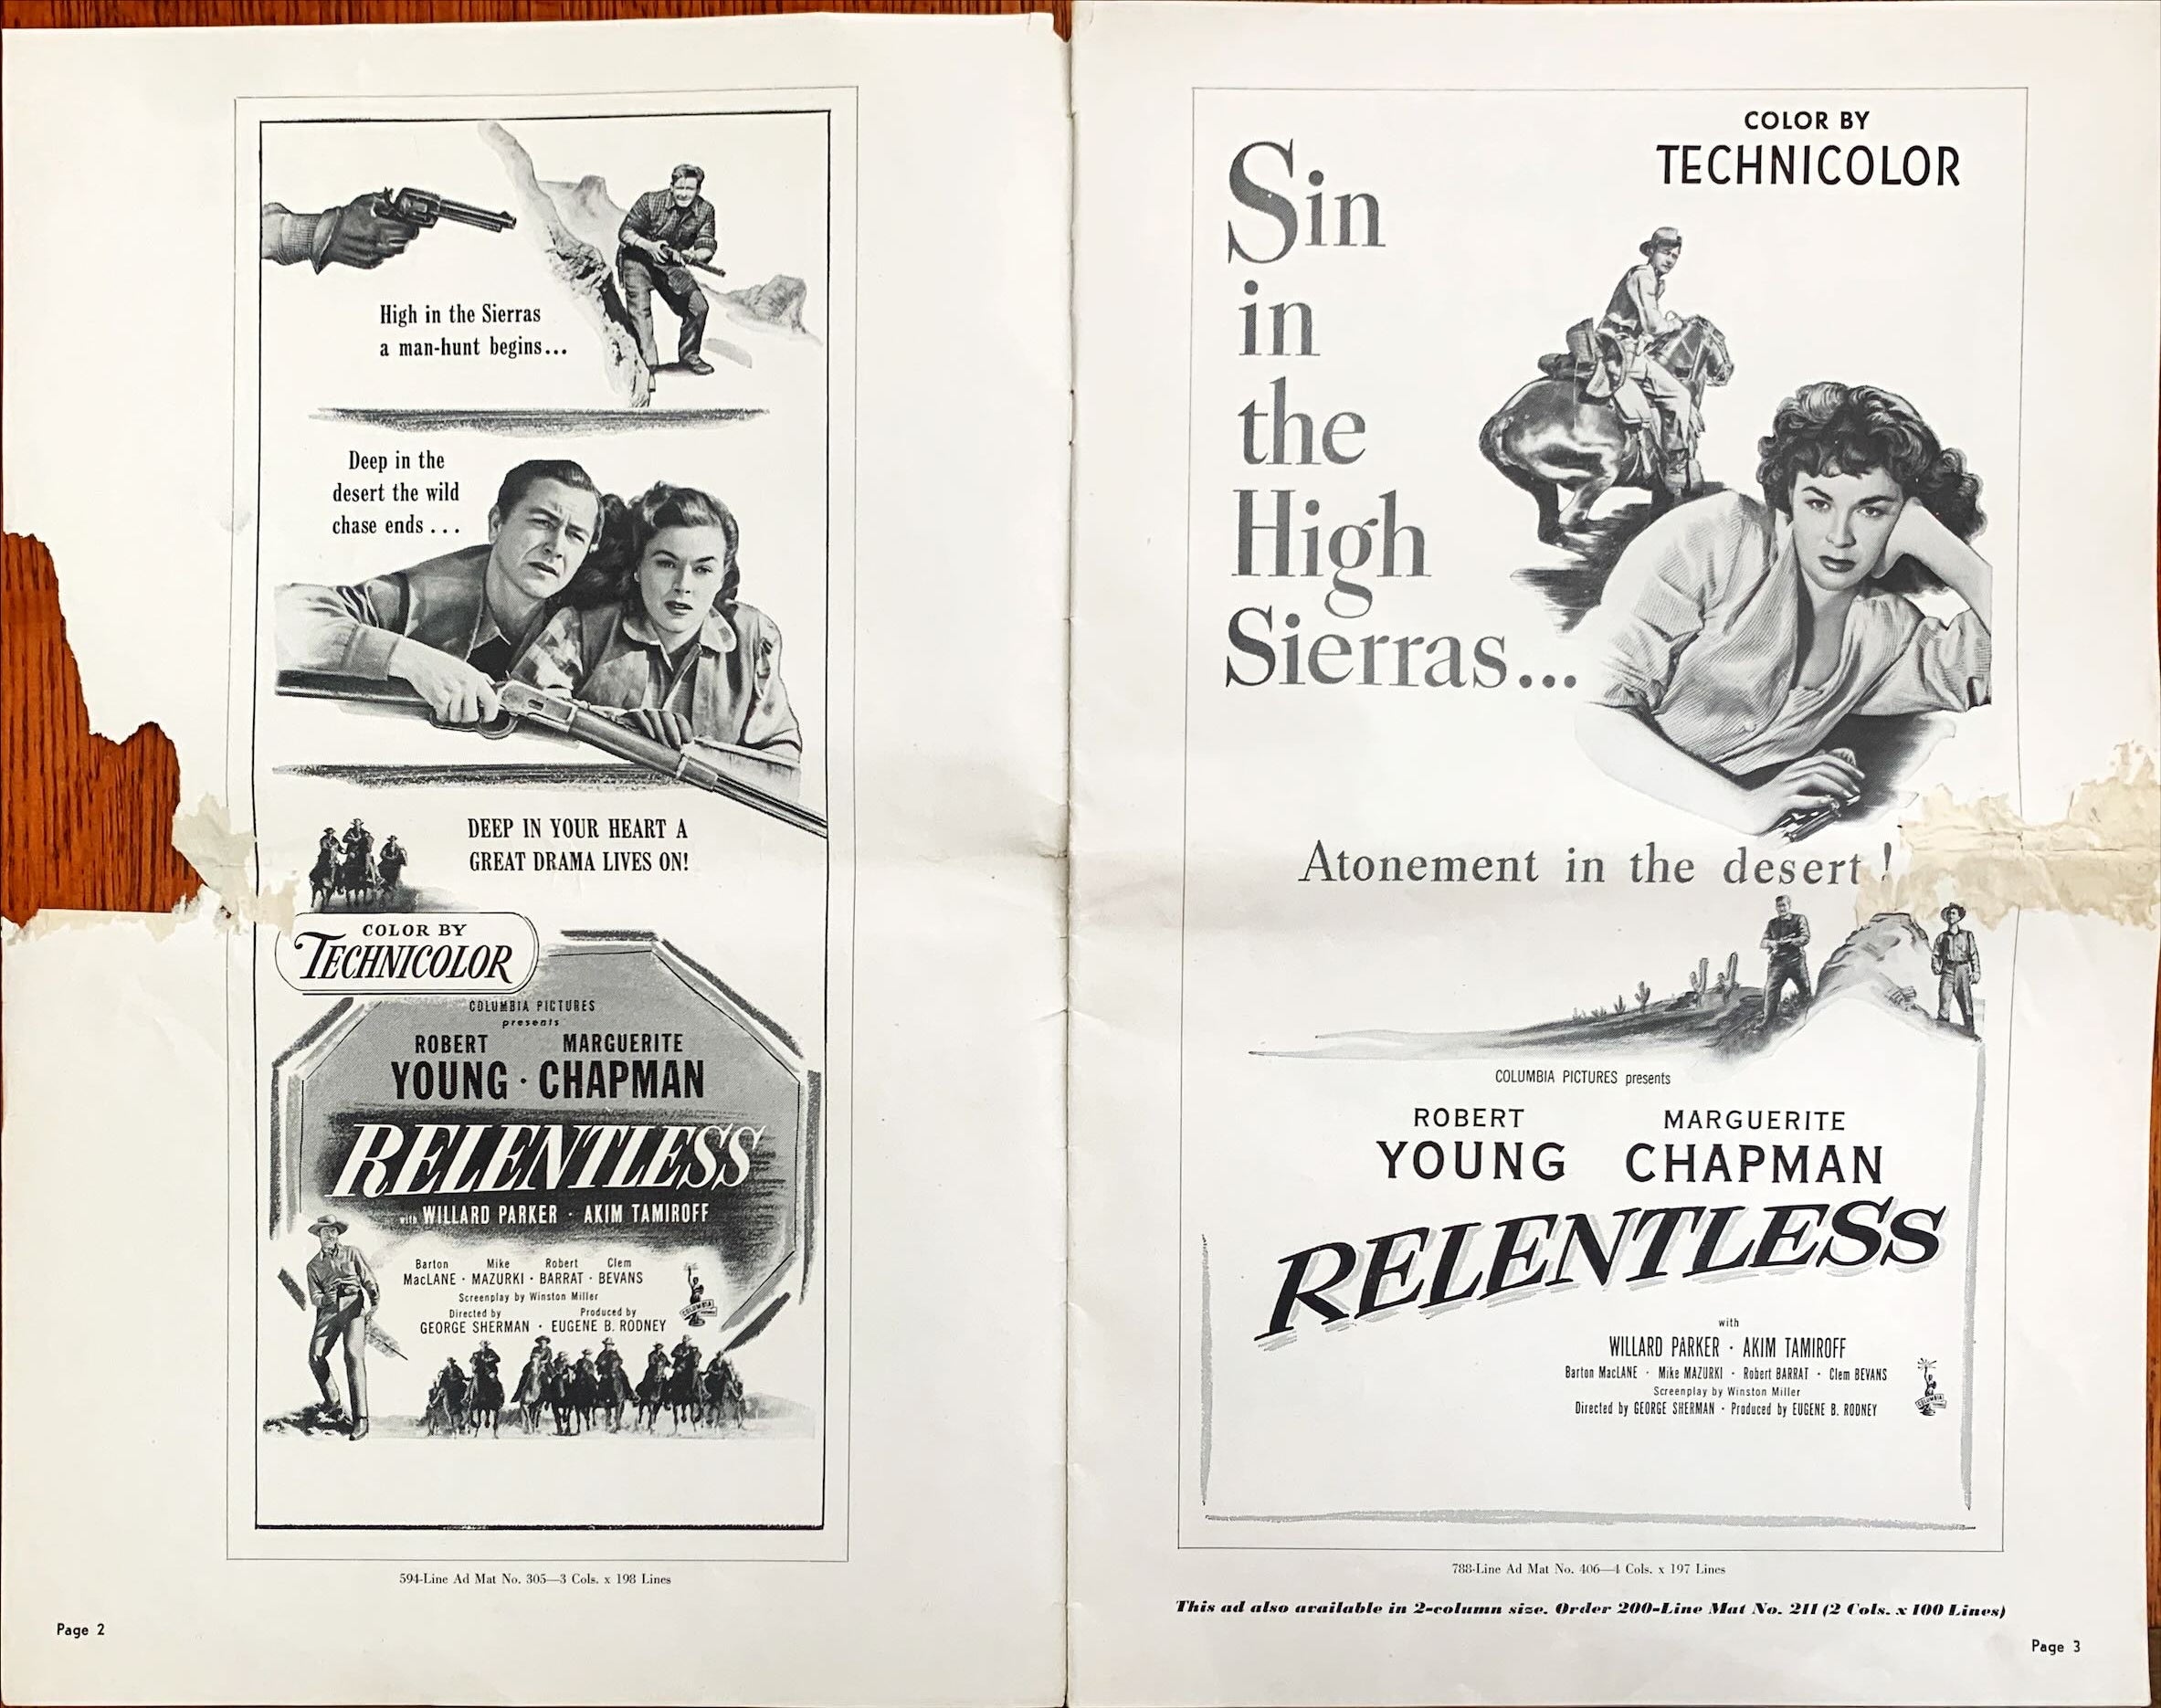 High in the Sierras
a man-hunt begins...
Deep in the
desert the wild
chase ends . . .
DEEP IN YOUR HEART A
GREAT DRAMA LIVES ON!
COLOR BY
TECHNICOLOR
COLUMBIA PICTURES
presents
ROBERT MARGUERITE
YOUNG · CHAPMAN
RELENTLESS
with WILLARD PARKER · AKIM TAMIROFF
Barton Mike Robert Clem
MacLANE · MAZURKI · BARRAT · BEVANS
Screenplay by Winston Miller
Directed by Produced by
GEORGE SHERMAN · EUGENE B. RODNEY
COLUMBIA
594-Line Ad Mat No. 305—3 Cols. x 198 Lines
Page 2
COLOR BY
TECHNICOLOR
Sin
in
the
High
Sierras...
Atonement in the desert!
COLUMBIA PICTURES presents
ROBERT MARGUERITE
YOUNG CHAPMAN
RELENTLESS
with
WILLARD PARKER · AKIM TAMIROFF
Barton MacLANE · Mike MAZURKI · Robert BARRAT · Clem BEVANS
Screenplay by Winston Miller
Directed by GEORGE SHERMAN · Produced by EUGENE B. RODNEY
788-Line Ad Mat No. 406—4 Cols. x 197 Lines
This ad also available in 2-column size. Order 200-Line Mat No. 211 (2 Cols. x 100 Lines)
Page 3